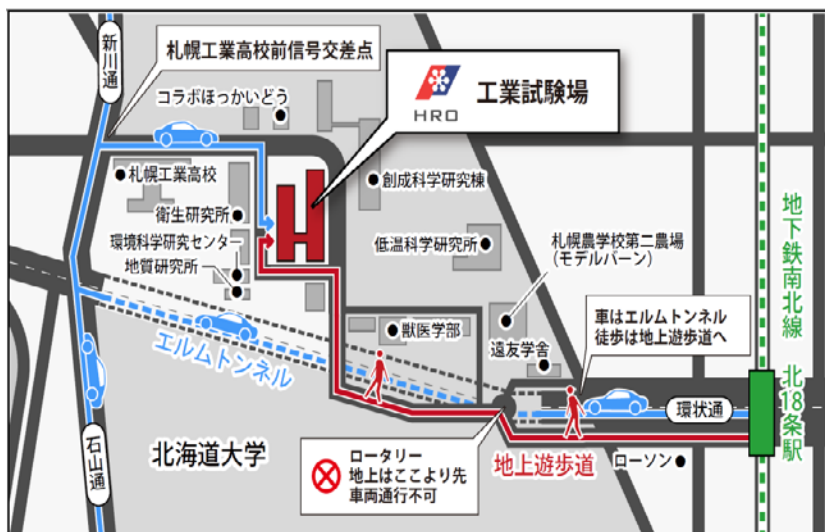 新川通
札幌工業高校前信号交差点
コラボほっかいどう
HRO
工業試験場
札幌工業高校
創成科学研究棟
衛生研究所
環境科学研究センター
地質研究所
低温科学研究所
札幌農学校第二農場
(モデルバーン)
地下鉄南北線 北18条駅
エルムトンネル
獣医学部
遠友学舎
車はエルムトンネル
徒歩は地上遊歩道へ
環状通
石山通
北海道大学
ロータリー
地上はここより先
車両通行不可
地上遊歩道
ローソン